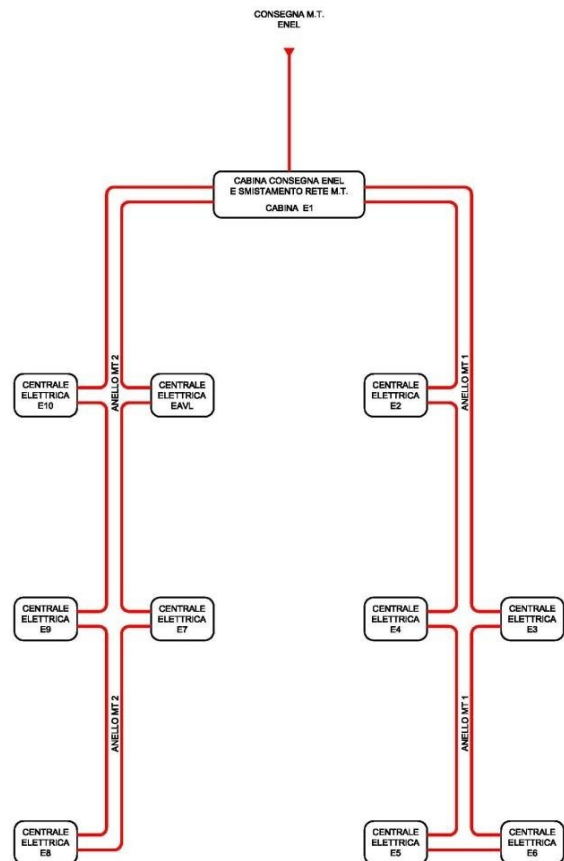 CONSEGNA M.T.
ENEL
CABINA CONSEGNA ENEL
E SMISTAMENTO RETE M.T.
CABINA E1
ANELLO MT 2
ANELLO MT 1
CENTRALE
ELETTRICA
E10
CENTRALE
ELETTRICA
EAVL
CENTRALE
ELETTRICA
E2
CENTRALE
ELETTRICA
E9
CENTRALE
ELETTRICA
E7
CENTRALE
ELETTRICA
E4
CENTRALE
ELETTRICA
E3
ANELLO MT 2
ANELLO MT 1
CENTRALE
ELETTRICA
E8
CENTRALE
ELETTRICA
E5
CENTRALE
ELETTRICA
E6